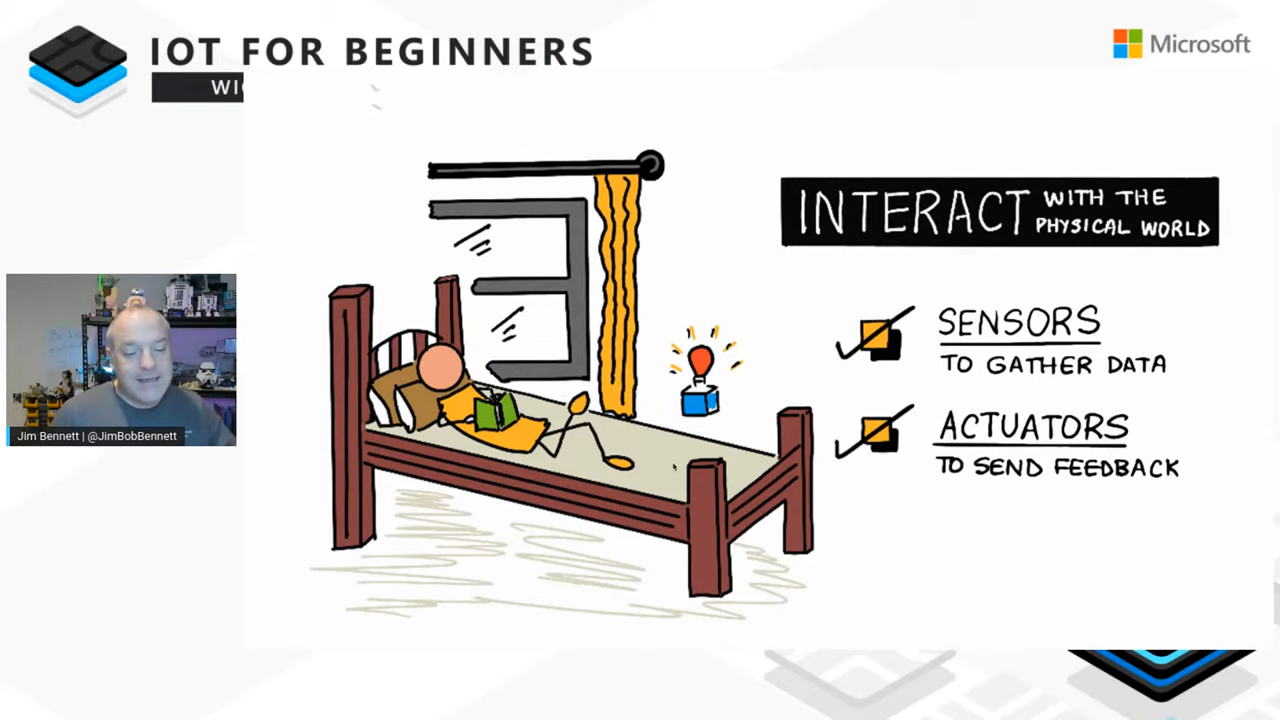 IOT FOR BEGINNERS
Microsoft
INTERACT WITH THE
PHYSICAL WORLD
SENSORS
TO GATHER DATA
ACTUATORS
TO SEND FEEDBACK
Jim Bennett | @JimBobBennett